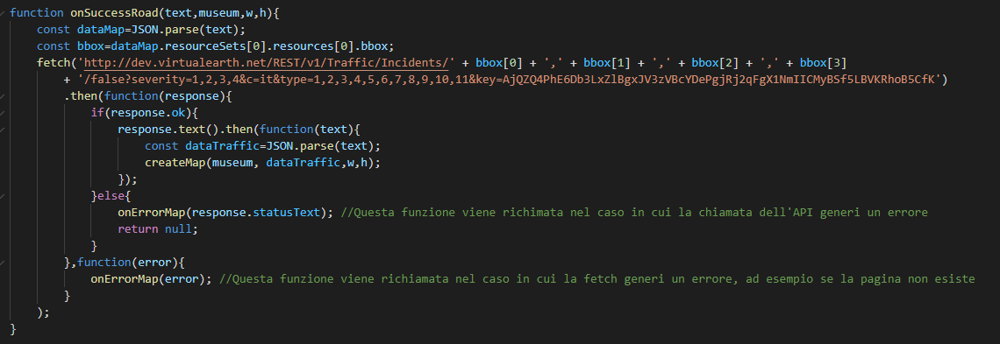 function onSuccessRoad(text,museum,w,h){
const dataMap=JSON.parse(text);
const bbox=dataMap.resourceSets[0].resources[0].bbox;
fetch('http://dev.virtualearth.net/REST/v1/Traffic/Incidents/' + bbox[0] + ',' + bbox[1] + ',' + bbox[2] + ',' + bbox[3]
+ '/false?severity=1,2,3,4&c=it&type=1,2,3,4,5,6,7,8,9,10,11&key=AjQZQ4PhE6Db3LxZlBgxJV3zVBcYDePgjRj2qFgX1NmIICMyBSf5LBVKRhoB5CfK')
.then(function(response){
if(response.ok){
response.text().then(function(text){
const dataTraffic=JSON.parse(text);
createMap(museum, dataTraffic,w,h);
});
}else{
onErrorMap(response.statusText); //Questa funzione viene richimata nel caso in cui la chiamata dell'API generi un errore
return null;
}
},function(error){
onErrorMap(error); //Questa funzione viene richiamata nel caso in cui la fetch generi un errore, ad esempio se la pagina non esiste
}
);
}